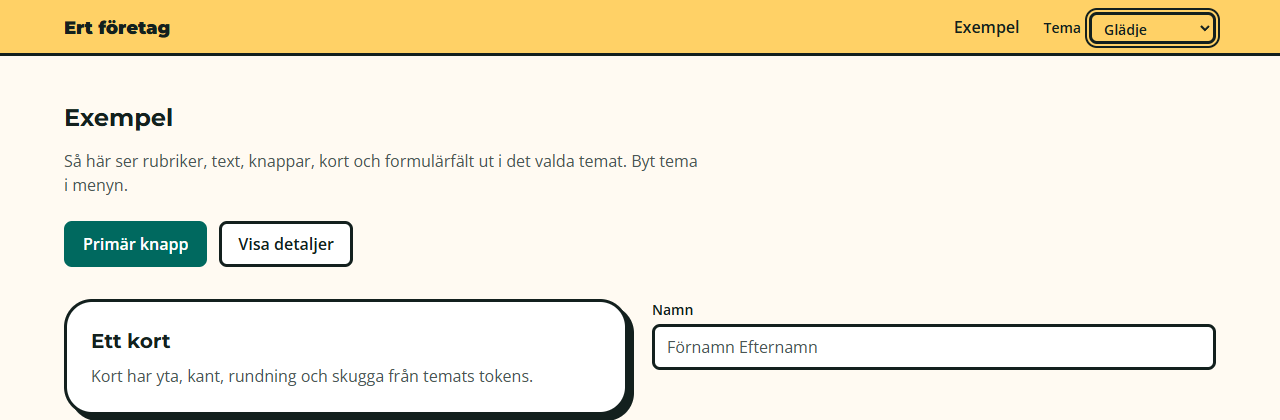 Ert företag
Exempel Tema Glädje
Exempel
Så här ser rubriker, text, knappar, kort och formulärfält ut i det valda temat. Byt tema
i menyn.
Primär knapp Visa detaljer
Ett kort
Kort har yta, kant, rundning och skugga från temats tokens.
Namn
Förnamn Efternamn